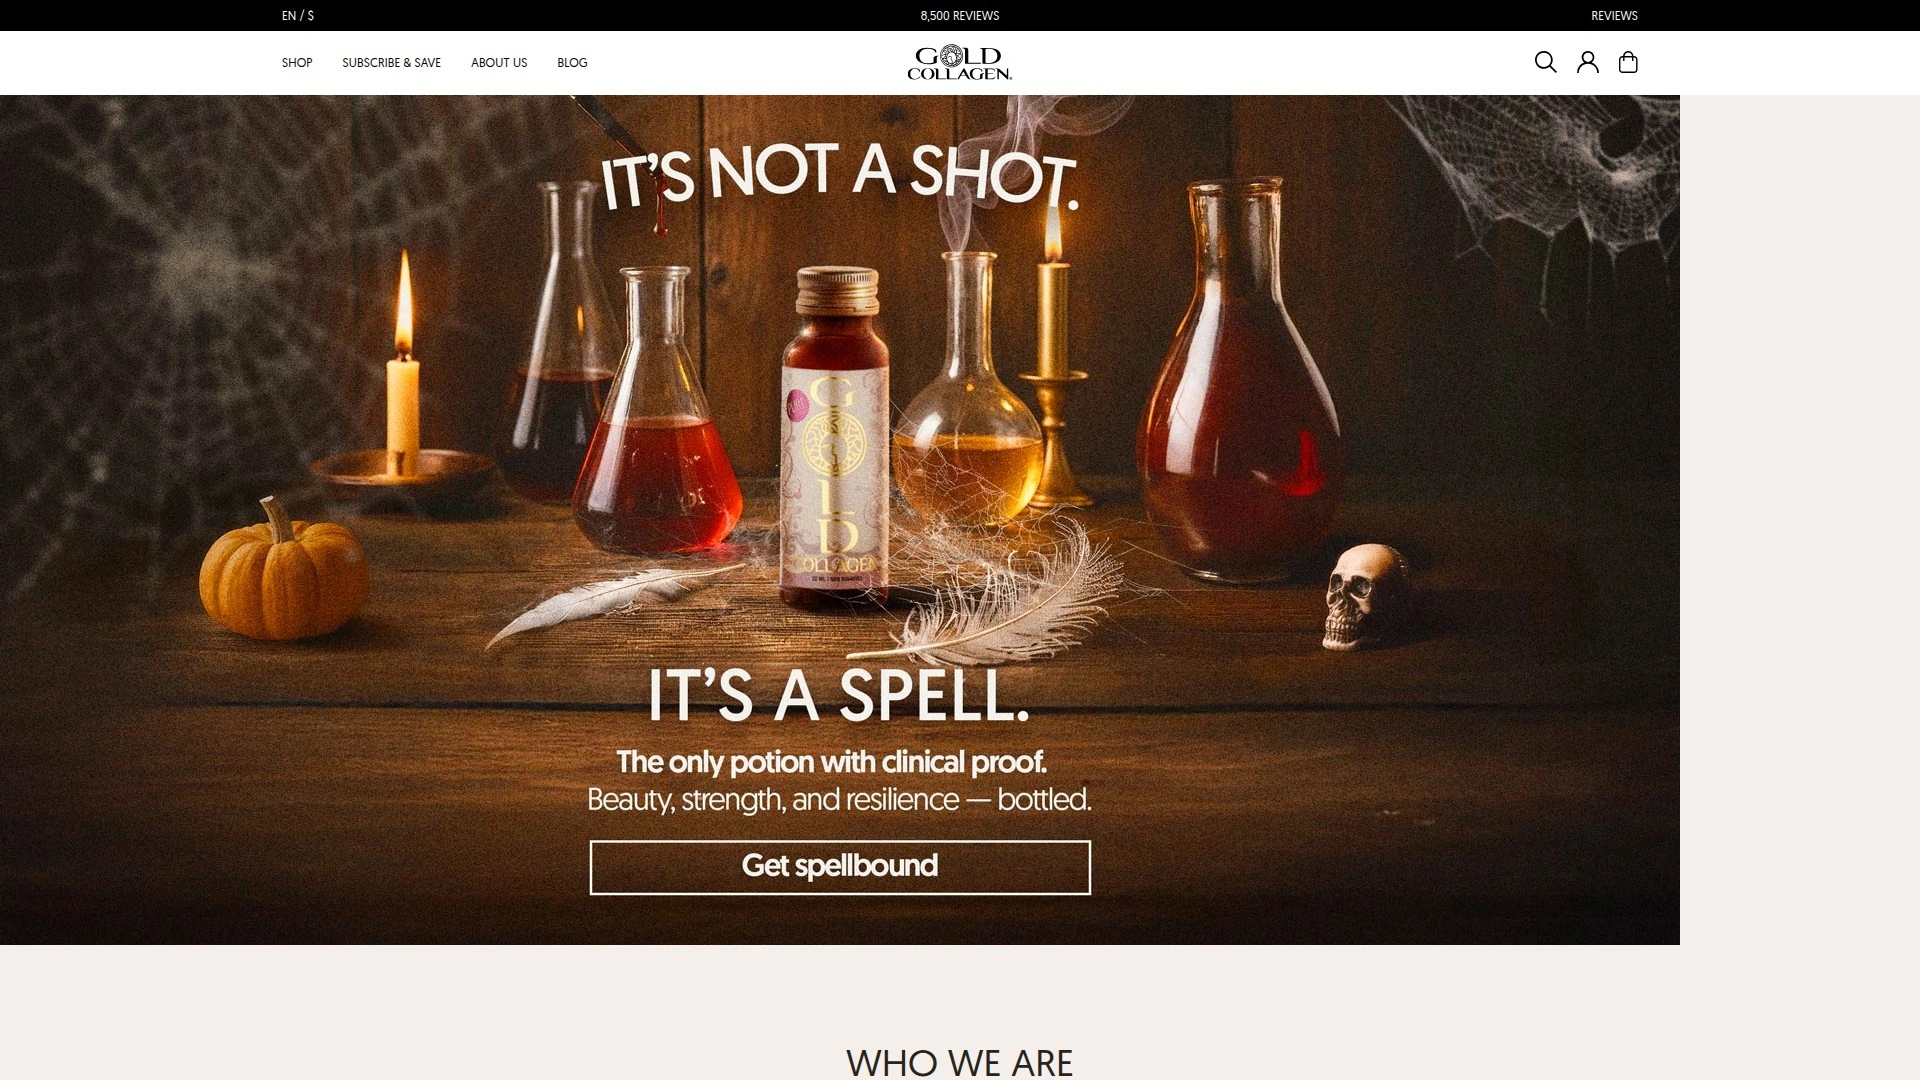 EN / $
8,500 REVIEWS
REVIEWS
SHOP
SUBSCRIBE & SAVE
ABOUT US
BLOG
GOLD
COLLAGEN
IT'S NOT A SHOT.
PURE
GOLD
COLLAGEN
IT'S A SPELL.
The only potion with clinical proof.
Beauty, strength, and resilience — bottled.
Get spellbound
WHO WE ARE